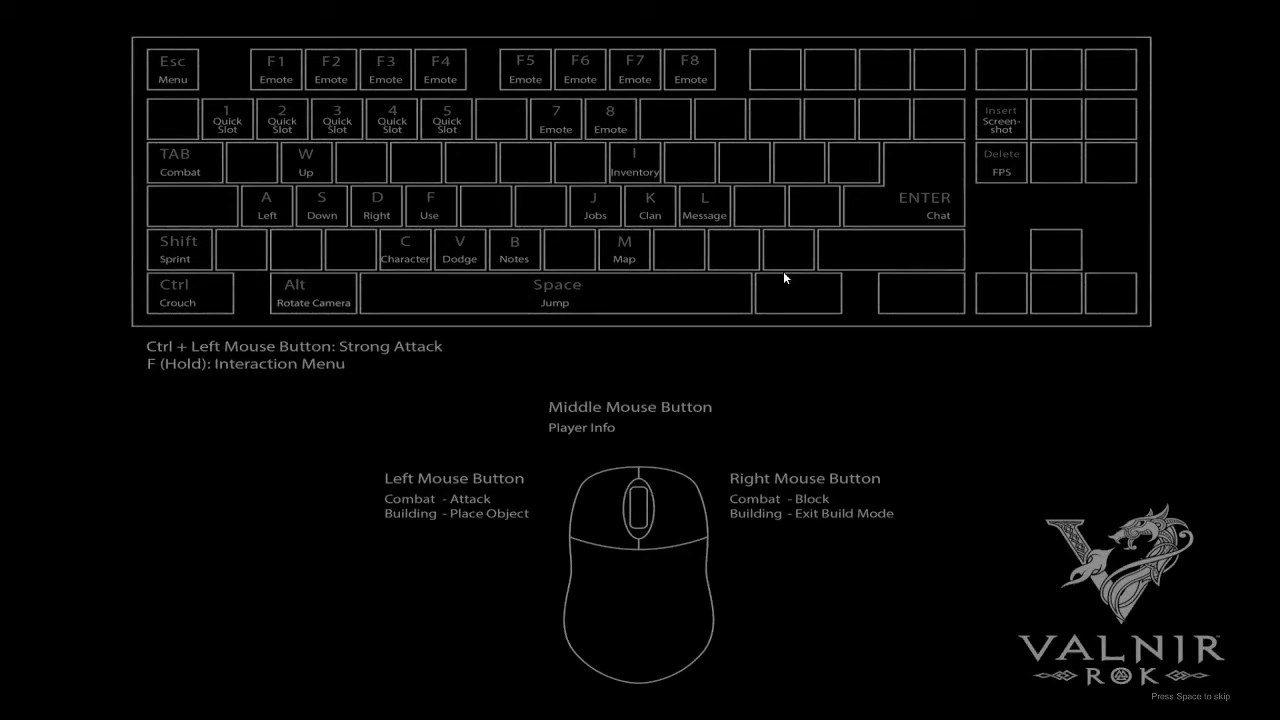 Esc F1 F2 F3 F4 F5 F6 F7 F8
Menu Emote Emote Emote Emote Emote Emote Emote Emote
1 2 3 4 5 7 8 Insert
Quick Quick Quick Quick Quick Emote Emote Screen-
Slot Slot Slot Slot Slot shot
TAB W I Delete
Combat Up Inventory FPS
A S D F J K L ENTER
Left Down Right Use Jobs Clan Message Chat
Shift C V B M
Sprint Character Dodge Notes Map
Ctrl Alt Space
Crouch Rotate Camera Jump
Ctrl + Left Mouse Button: Strong Attack
F (Hold): Interaction Menu
Middle Mouse Button
Player Info
Left Mouse Button
Combat - Attack
Building - Place Object
Right Mouse Button
Combat - Block
Building - Exit Build Mode
VALNIR
ROK
Press Space to skip